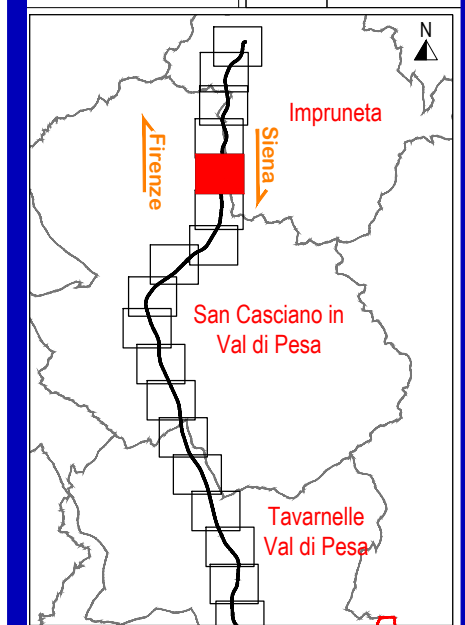 N
Impruneta
Firenze
Siena
San Casciano in
Val di Pesa
Tavarnelle
Val di Pesa